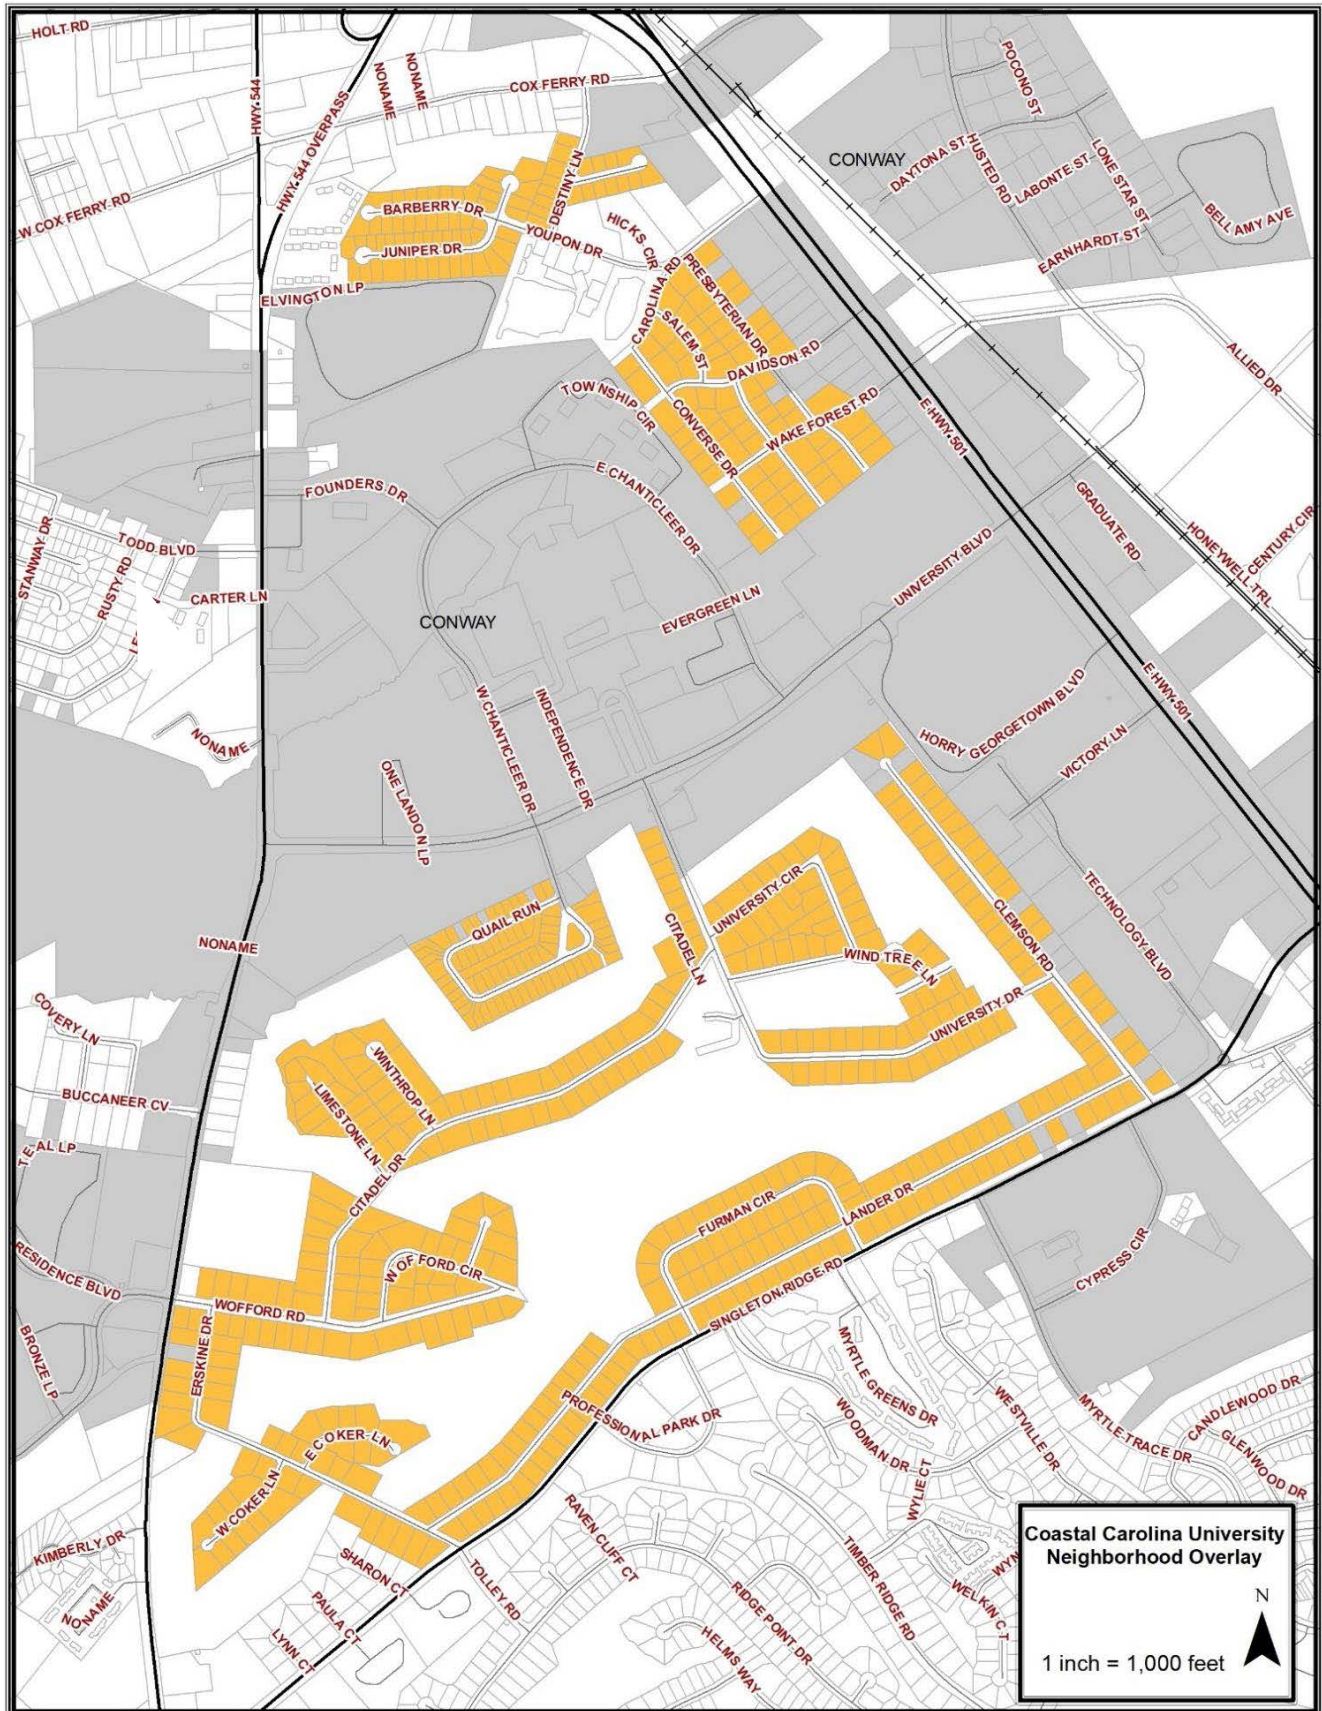 HOLT RD
NONAME
NONAME
COX FERRY RD
HWY 544
HWY 544 OVERPASS
POCONO ST
CONWAY
DAYTONA ST
HUSTED RD
LABONTE ST
LONE STAR ST
W COX FERRY RD
BARBERRY DR
DESTINY LN
HICKS CIR
YOUPON DR
JUNIPER DR
BELLAMY AVE
EARNHARDT ST
ELVINGTON LP
CAROLINA RD
PRESBYTERIAN DR
SALEM ST
DAVIDSON RD
ALLIED DR
TOWNSHIP CIR
CONVERSE DR
WAKE FOREST RD
E HWY 501
FOUNDERS DR
E CHANTICLEER DR
STANWAY DR
TODD BLVD
RUSTY RD
CARTER LN
GRADUATE RD
HONEYWELL TRL
CENTURY CIR
UNIVERSITY BLVD
EVERGREEN LN
CONWAY
E HWY 501
NONAME
W CHANTICLEER DR
INDEPENDENCE DR
HORRY GEORGETOWN BLVD
VICTORY LN
ONE LANDON LP
QUAIL RUN
CITADEL LN
UNIVERSITY CIR
CLEMSON RD
TECHNOLOGY BLVD
NONAME
WIND TREE LN
UNIVERSITY DR
COVERY LN
WINTHROP LN
BUCCANEER CV
LIMESTONE LN
TEAL LP
CITADEL DR
FURMAN CIR
LANDER DR
WOFFORD CIR
CYPRESS CIR
RESIDENCE BLVD
WOFFORD RD
SINGLETON RIDGE RD
BRONZE LP
ERSKINE DR
MYRTLE GREENS DR
PROFESSIONAL PARK DR
WOODMAN DR
WESTVILLE DR
MYRTLE TRACE DR
CANDLEWOOD DR
GLENWOOD DR
E COKER LN
W COKER LN
WYLIE CT
KIMBERLY DR
SHARON CT
RAVEN CLIFF CT
TIMBER RIDGE RD
WYN
WELKIN CT
NONAME
PAULA CT
TOLLEY RD
RIDGE POINT DR
LYNN CT
HELMS WAY
Coastal Carolina University
Neighborhood Overlay
N
1 inch = 1,000 feet